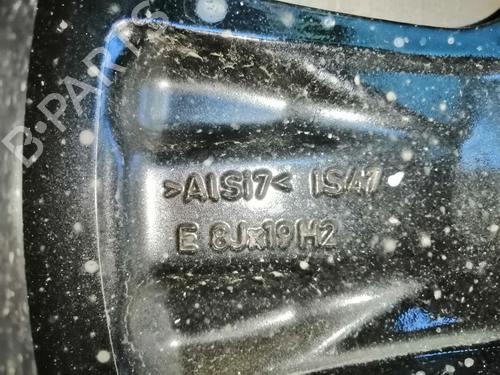 B-PARTS
>AlSi7< IS47
E 8Jx19H2